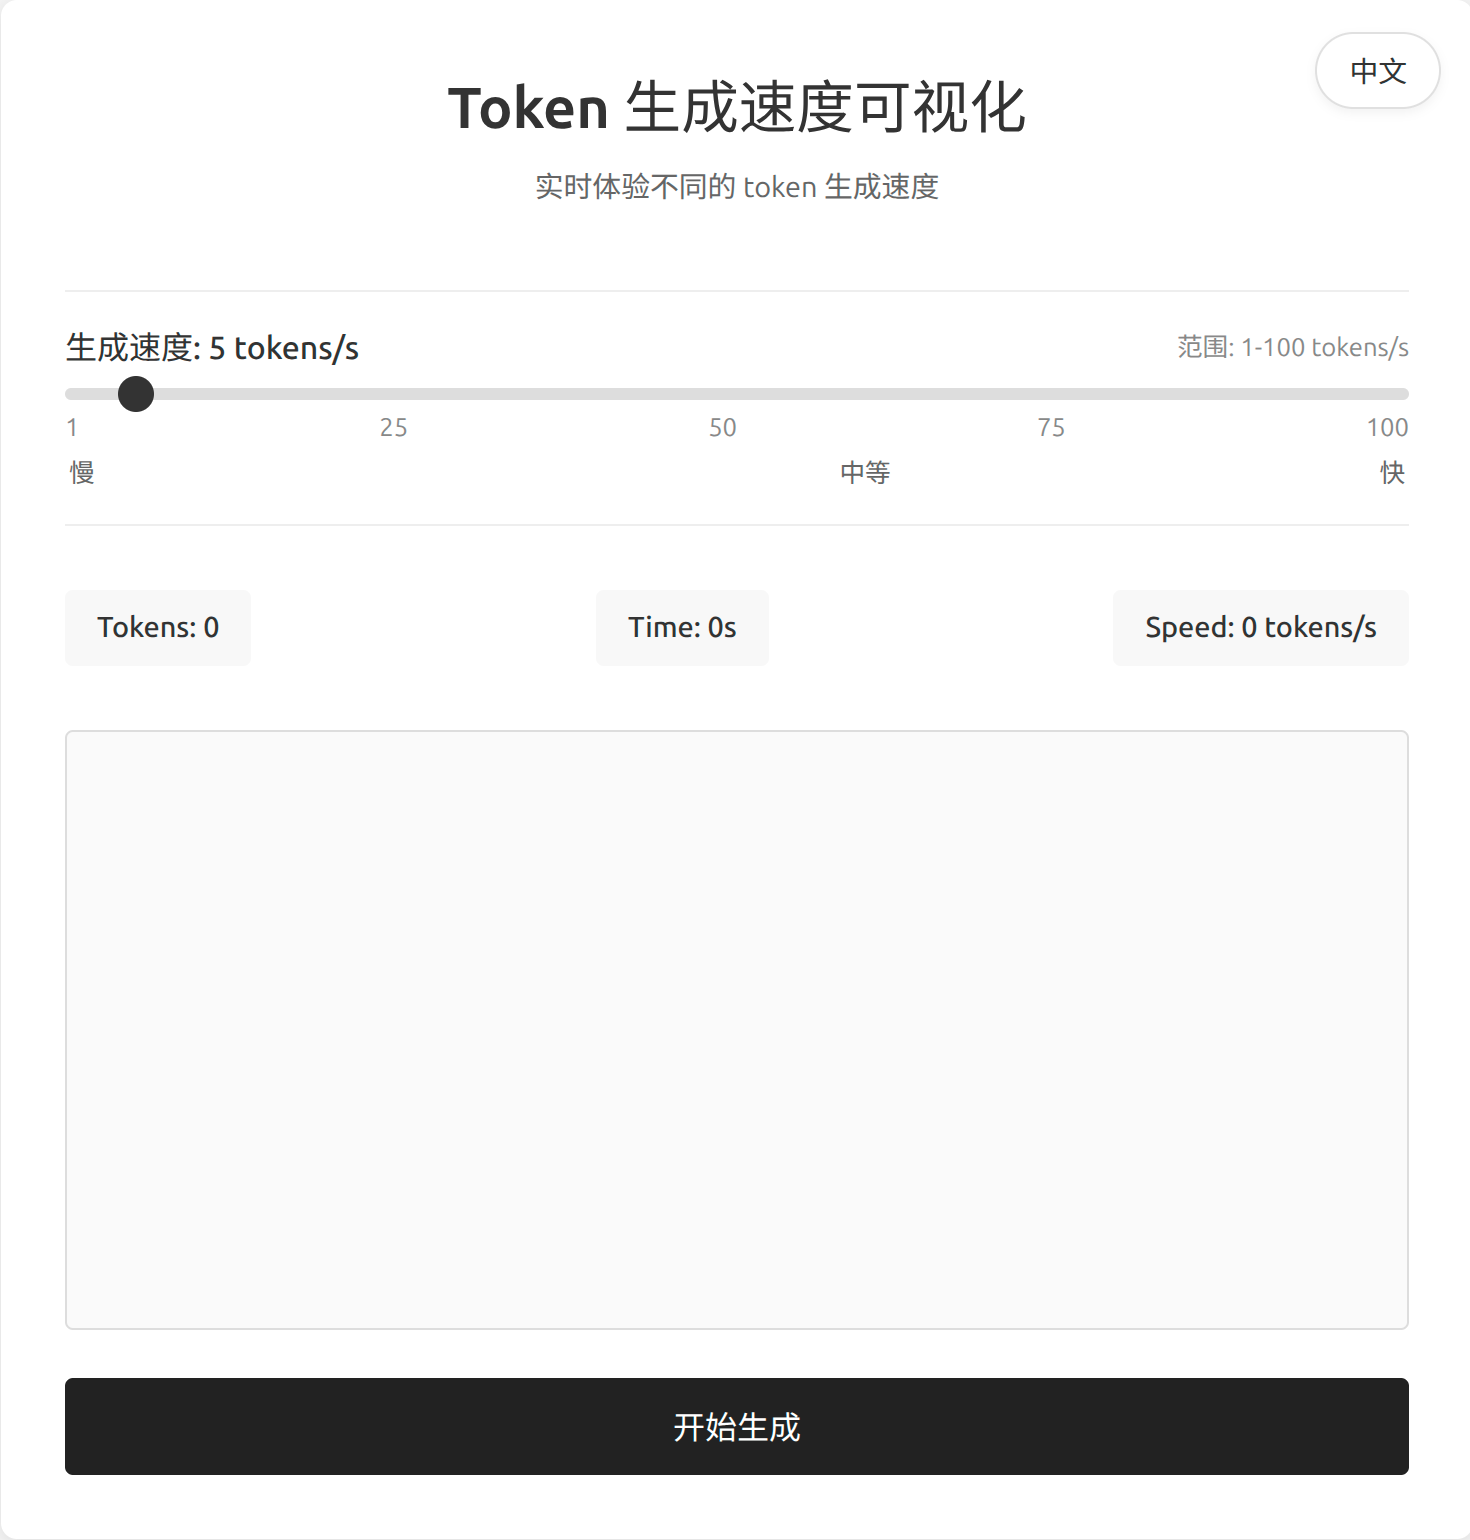 中文
Token 生成速度可视化
实时体验不同的 token 生成速度
生成速度: 5 tokens/s
范围: 1-100 tokens/s
1 25 50 75 100
慢 中等 快
Tokens: 0
Time: 0s
Speed: 0 tokens/s
开始生成